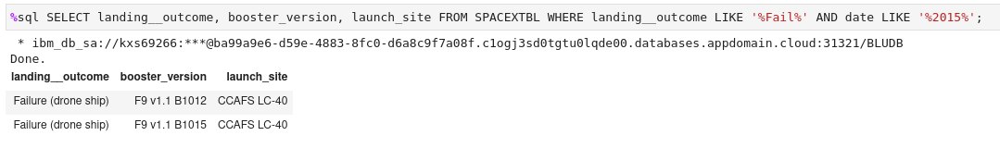 %sql SELECT landing__outcome, booster_version, launch_site FROM SPACEXTBL WHERE landing__outcome LIKE '%Fail%' AND date LIKE '%2015%';
* ibm_db_sa://kxs69266:***@ba99a9e6-d59e-4883-8fc0-d6a8c9f7a08f.c1ogj3sd0tgtu0lqde00.databases.appdomain.cloud:31321/BLUDB
Done.
landing__outcome booster_version launch_site
Failure (drone ship) F9 v1.1 B1012 CCAFS LC-40
Failure (drone ship) F9 v1.1 B1015 CCAFS LC-40